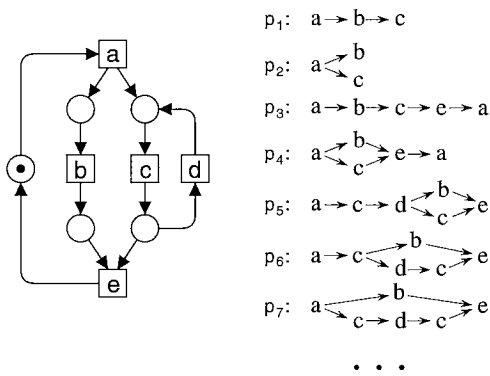 a
b
c
d
e
p1: a → b → c
p2: a b
c
p3: a → b → c → e → a
p4: a b e → a
c
p5: a → c → d b e
c
p6: a → c b e
d → c
p7: a b e
c → d → c
. . .